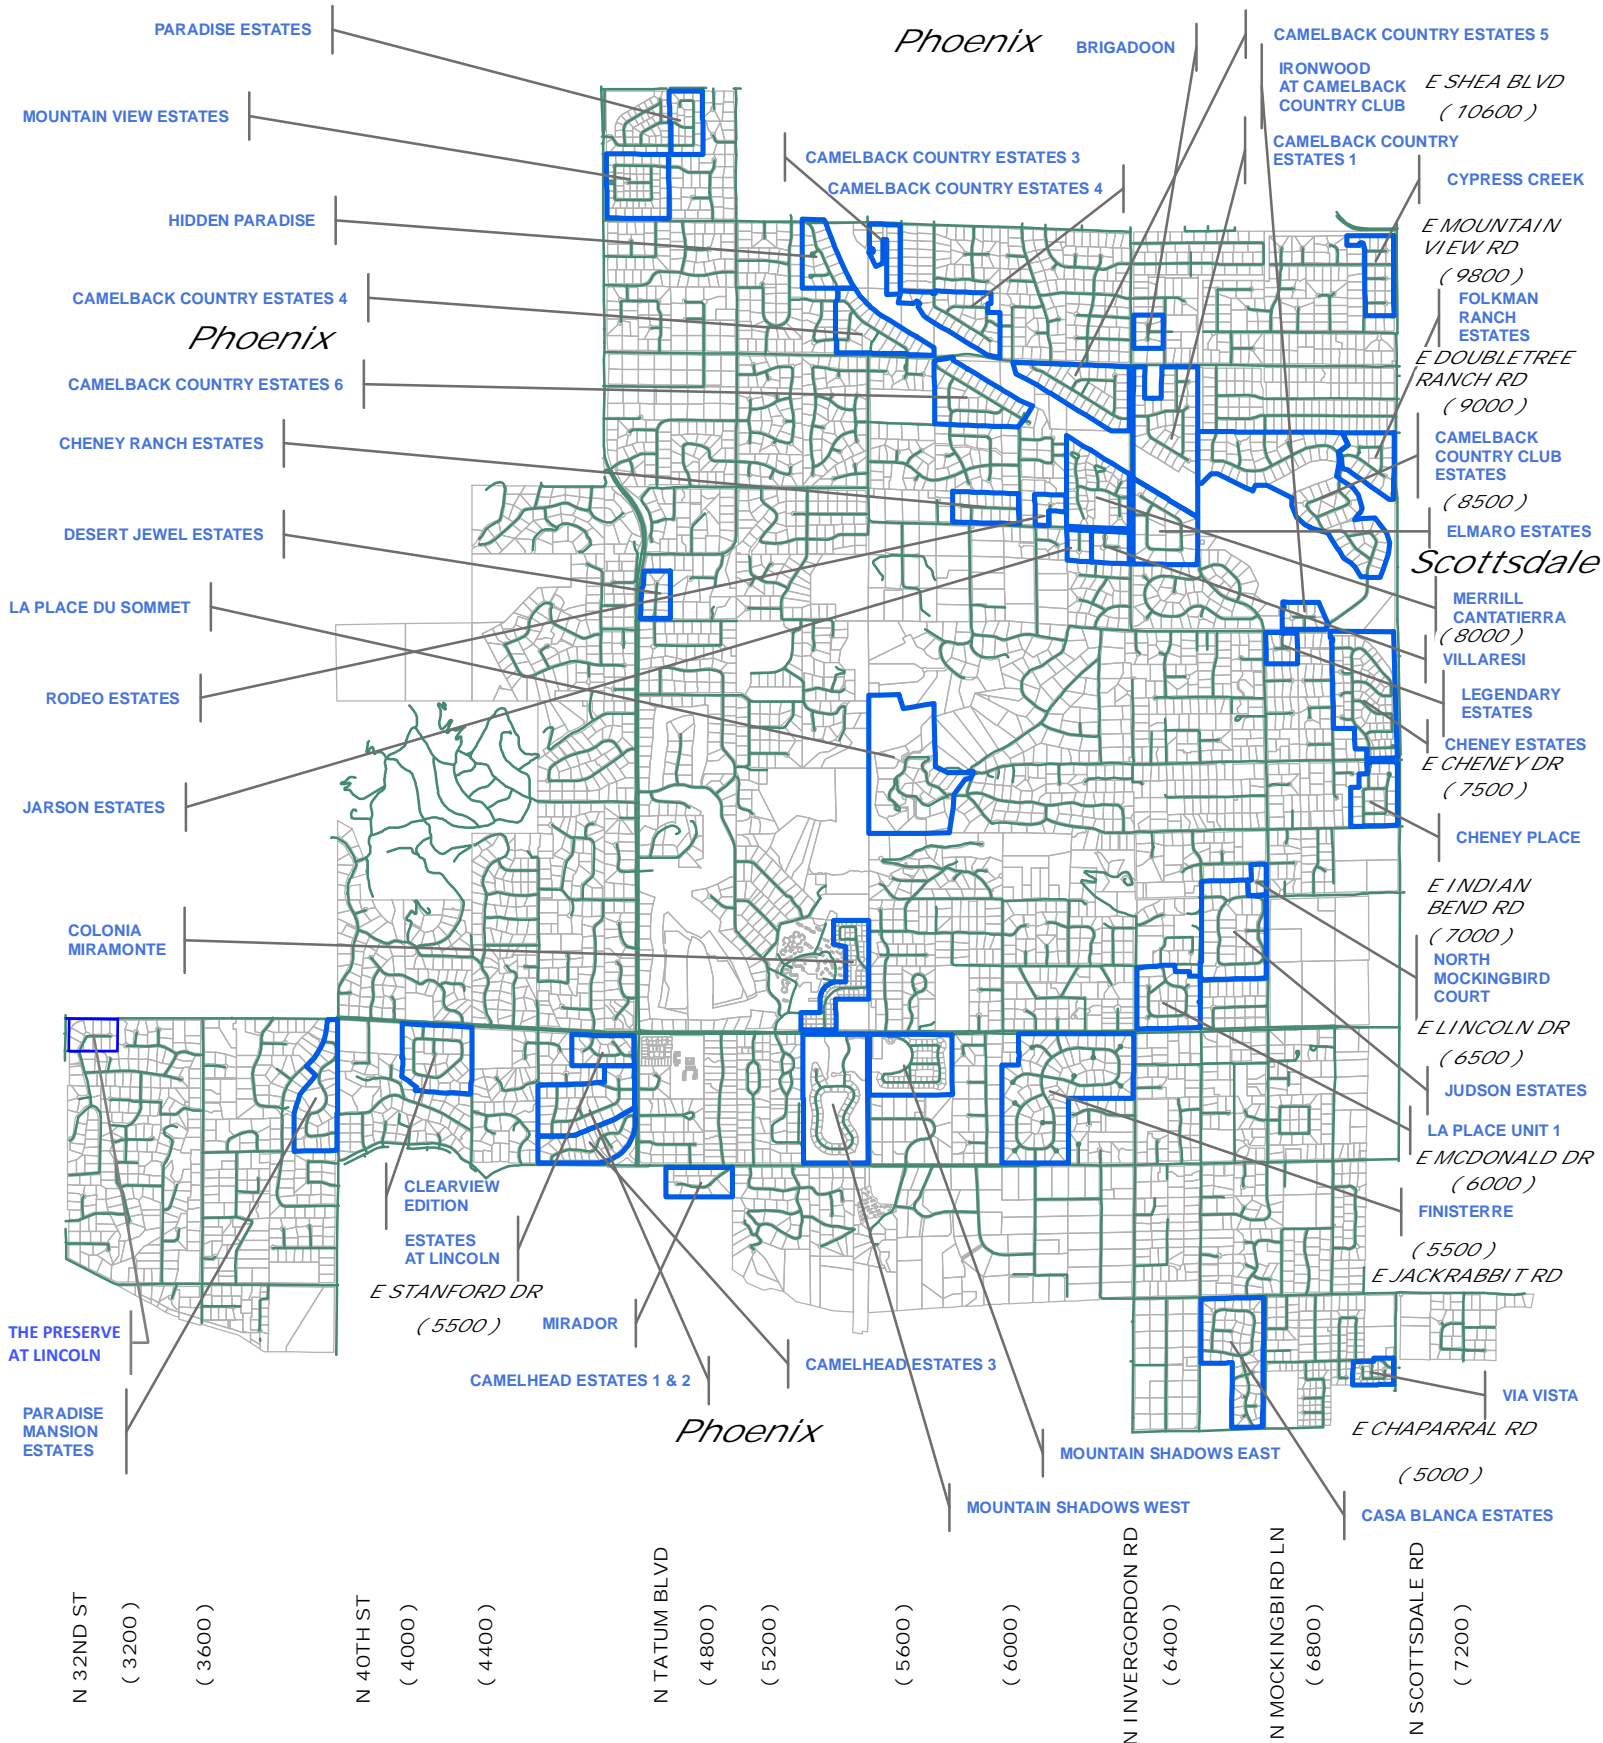 PARADISE ESTATES
Phoenix
BRIGADOON
CAMELBACK COUNTRY ESTATES 5
IRONWOOD
AT CAMELBACK
COUNTRY CLUB
E SHEA BLVD
( 10600 )
MOUNTAIN VIEW ESTATES
CAMELBACK COUNTRY ESTATES 3
CAMELBACK COUNTRY
ESTATES 1
CAMELBACK COUNTRY ESTATES 4
CYPRESS CREEK
HIDDEN PARADISE
E MOUNTAIN
VIEW RD
( 9800 )
CAMELBACK COUNTRY ESTATES 4
FOLKMAN
RANCH
ESTATES
Phoenix
E DOUBLETREE
RANCH RD
( 9000 )
CAMELBACK COUNTRY ESTATES 6
CHENEY RANCH ESTATES
CAMELBACK
COUNTRY CLUB
ESTATES
( 8500 )
DESERT JEWEL ESTATES
ELMARO ESTATES
Scottsdale
LA PLACE DU SOMMET
MERRILL
CANTATIERRA
( 8000 )
VILLARESI
RODEO ESTATES
LEGENDARY
ESTATES
CHENEY ESTATES
E CHENEY DR
( 7500 )
JARSON ESTATES
CHENEY PLACE
E INDIAN
BEND RD
( 7000 )
COLONIA
MIRAMONTE
NORTH
MOCKINGBIRD
COURT
E LINCOLN DR
( 6500 )
JUDSON ESTATES
LA PLACE UNIT 1
E MCDONALD DR
( 6000 )
CLEARVIEW
EDITION
FINISTERRE
ESTATES
AT LINCOLN
( 5500 )
E JACKRABBIT RD
E STANFORD DR
( 5500 )
MIRADOR
THE PRESERVE
AT LINCOLN
CAMELHEAD ESTATES 3
CAMELHEAD ESTATES 1 & 2
VIA VISTA
PARADISE
MANSION
ESTATES
Phoenix
E CHAPARRAL RD
( 5000 )
MOUNTAIN SHADOWS EAST
MOUNTAIN SHADOWS WEST
CASA BLANCA ESTATES
N 32ND ST
( 3200 )
( 3600 )
N 40TH ST
( 4000 )
( 4400 )
N TATUM BLVD
( 4800 )
( 5200 )
( 5600 )
( 6000 )
N INVERGORDON RD
( 6400 )
N MOCKINGBIRD LN
( 6800 )
N SCOTTSDALE RD
( 7200 )